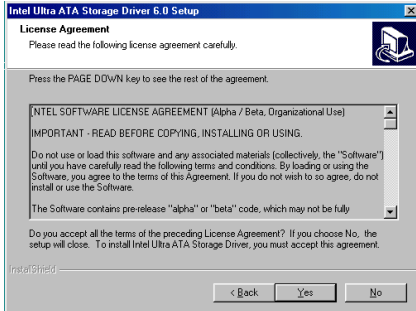 Intel Ultra ATA Storage Driver 6.0 Setup
License Agreement
Please read the following license agreement carefully.
Press the PAGE DOWN key to see the rest of the agreement.
INTEL SOFTWARE LICENSE AGREEMENT (Alpha / Beta, Organizational Use)
IMPORTANT - READ BEFORE COPYING, INSTALLING OR USING.
Do not use or load this software and any associated materials (collectively, the "Software")
until you have carefully read the following terms and conditions. By loading or using the
Software, you agree to the terms of this Agreement. If you do not wish to so agree, do not
install or use the Software.
The Software contains pre-release "alpha" or "beta" code, which may not be fully
Do you accept all the terms of the preceding License Agreement? If you choose No, the
setup will close. To install Intel Ultra ATA Storage Driver, you must accept this agreement.
InstallShield
< Back Yes No